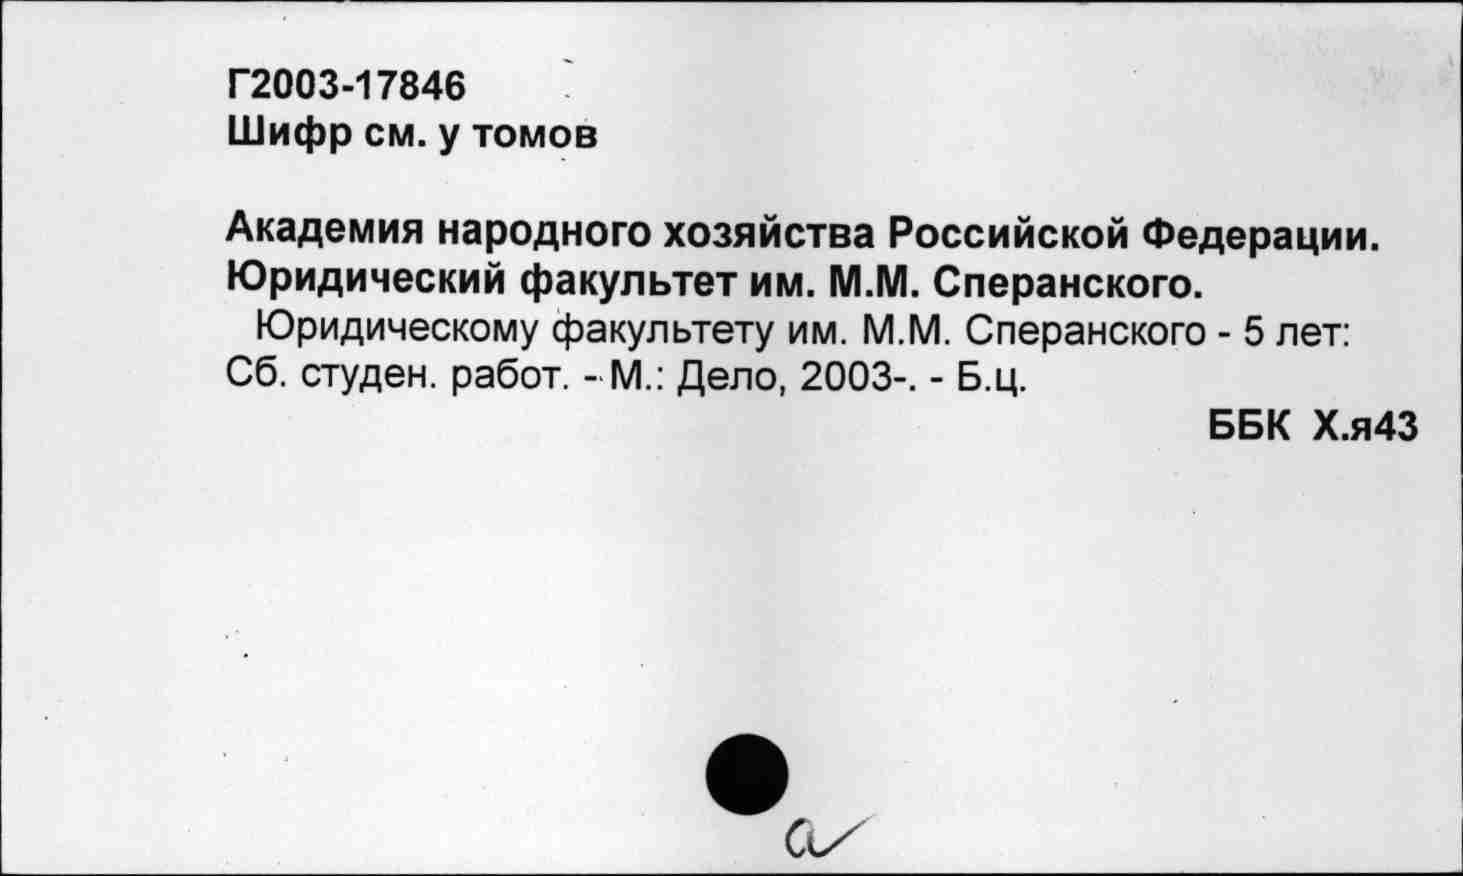 Г2003-17846
Шифр см. у томов
Академия народного хозяйства Российской Федерации.
Юридический факультет им. М.М. Сперанского.
Юридическому факультету им. М.М. Сперанского - 5 лет:
Сб. студен. работ. - М.: Дело, 2003-. - Б.ц.
ББК Х.я43
а